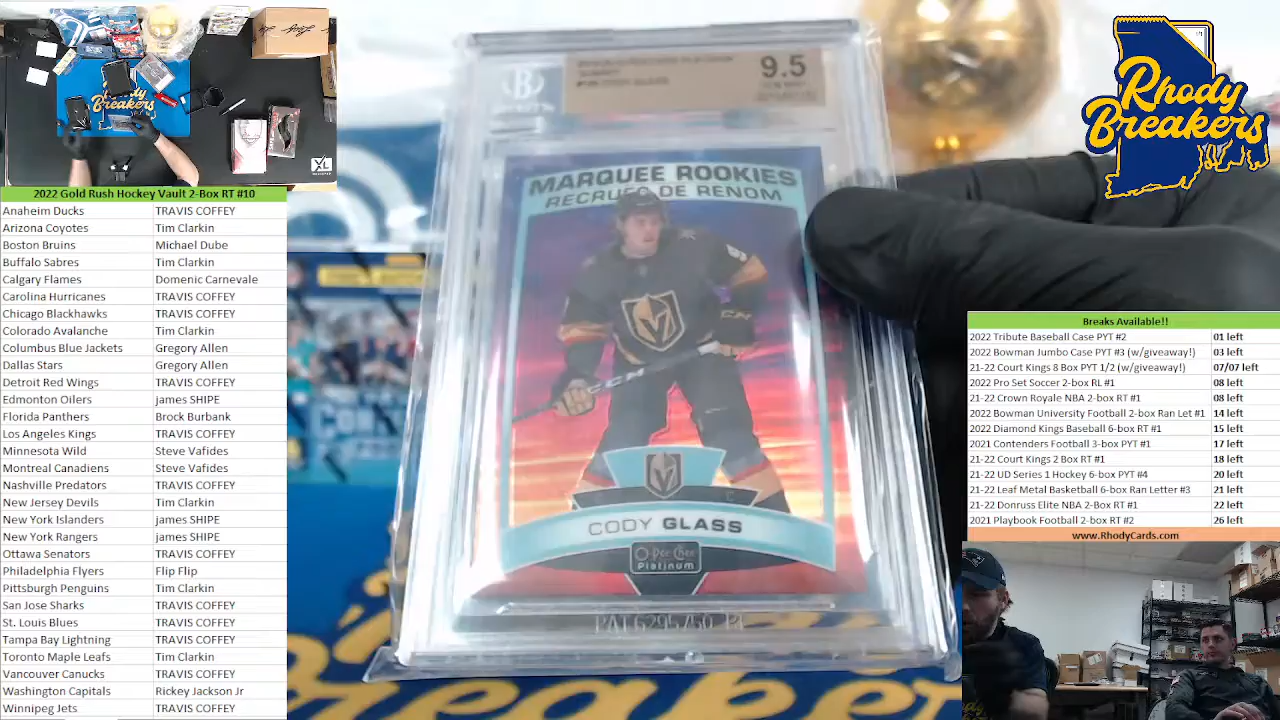 2022 Gold Rush Hockey Vault 2-Box RT #10
Anaheim Ducks TRAVIS COFFEY
Arizona Coyotes Tim Clarkin
Boston Bruins Michael Dube
Buffalo Sabres Tim Clarkin
Calgary Flames Domenic Carnevale
Carolina Hurricanes TRAVIS COFFEY
Chicago Blackhawks TRAVIS COFFEY
Colorado Avalanche Tim Clarkin
Columbus Blue Jackets Gregory Allen
Dallas Stars Gregory Allen
Detroit Red Wings TRAVIS COFFEY
Edmonton Oilers james SHIPE
Florida Panthers Brock Burbank
Los Angeles Kings TRAVIS COFFEY
Minnesota Wild Steve Vafides
Montreal Canadiens Steve Vafides
Nashville Predators TRAVIS COFFEY
New Jersey Devils Tim Clarkin
New York Islanders james SHIPE
New York Rangers james SHIPE
Ottawa Senators TRAVIS COFFEY
Philadelphia Flyers Flip Flip
Pittsburgh Penguins Tim Clarkin
San Jose Sharks TRAVIS COFFEY
St. Louis Blues TRAVIS COFFEY
Tampa Bay Lightning TRAVIS COFFEY
Toronto Maple Leafs Tim Clarkin
Vancouver Canucks TRAVIS COFFEY
Washington Capitals Rickey Jackson Jr
Winnipeg Jets TRAVIS COFFEY
XL
9.5
MARQUEE ROOKIES
RECRUES DE RENOM
CCM
CODY GLASS
O-Pee-Chee
Platinum
Breakers
Rhody
Breakers
Breaks Available!!
2022 Tribute Baseball Case PYT #2 01 left
2022 Bowman Jumbo Case PYT #3 (w/giveaway!) 03 left
21-22 Court Kings 8 Box PYT 1/2 (w/giveaway!) 07/07 left
2022 Pro Set Soccer 2-box RL #1 08 left
21-22 Crown Royale NBA 2-box RT #1 08 left
2022 Bowman University Football 2-box Ran Let #1 14 left
2022 Diamond Kings Baseball 6-box RT #1 15 left
2021 Contenders Football 3-box PYT #1 17 left
21-22 Court Kings 2 Box RT #1 18 left
21-22 UD Series 1 Hockey 6-box PYT #4 20 left
21-22 Leaf Metal Basketball 6-box Ran Letter #3 21 left
21-22 Donruss Elite NBA 2-Box RT #1 22 left
2021 Playbook Football 2-box RT #2 26 left
www.RhodyCards.com